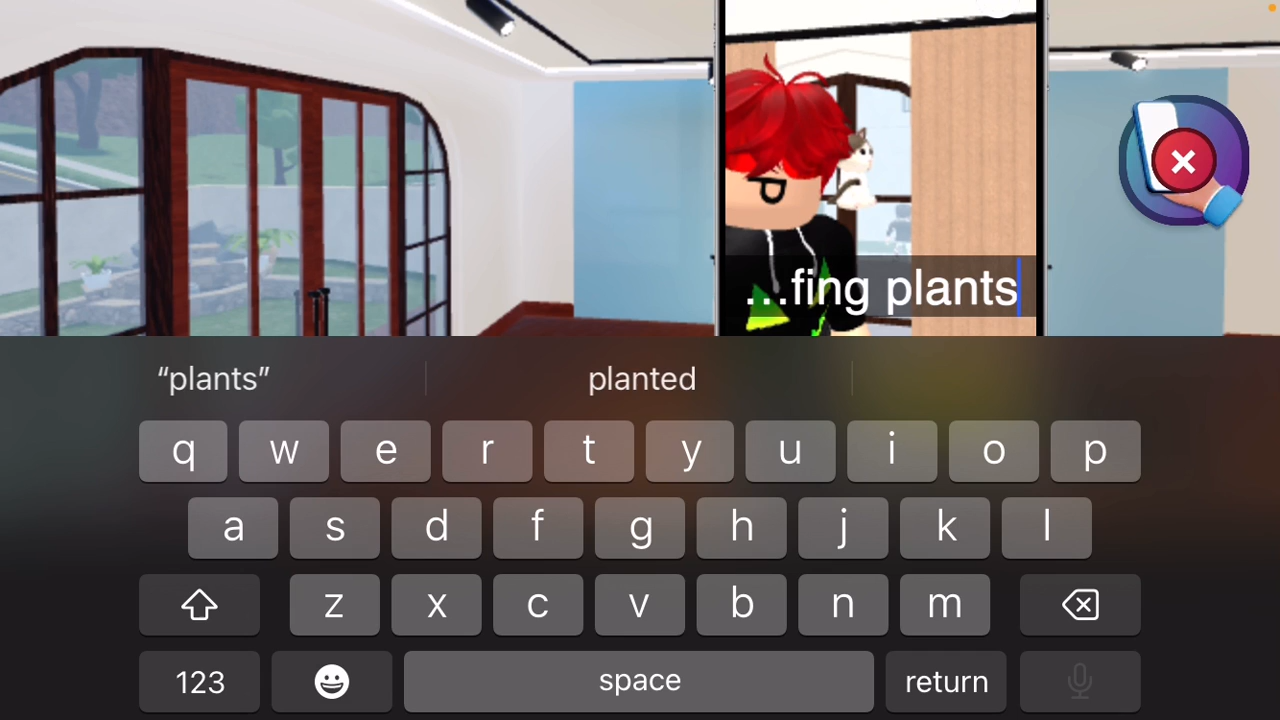 ...fing plants
“plants” planted
q w e r t y u i o p
a s d f g h j k l
z x c v b n m
123 space return